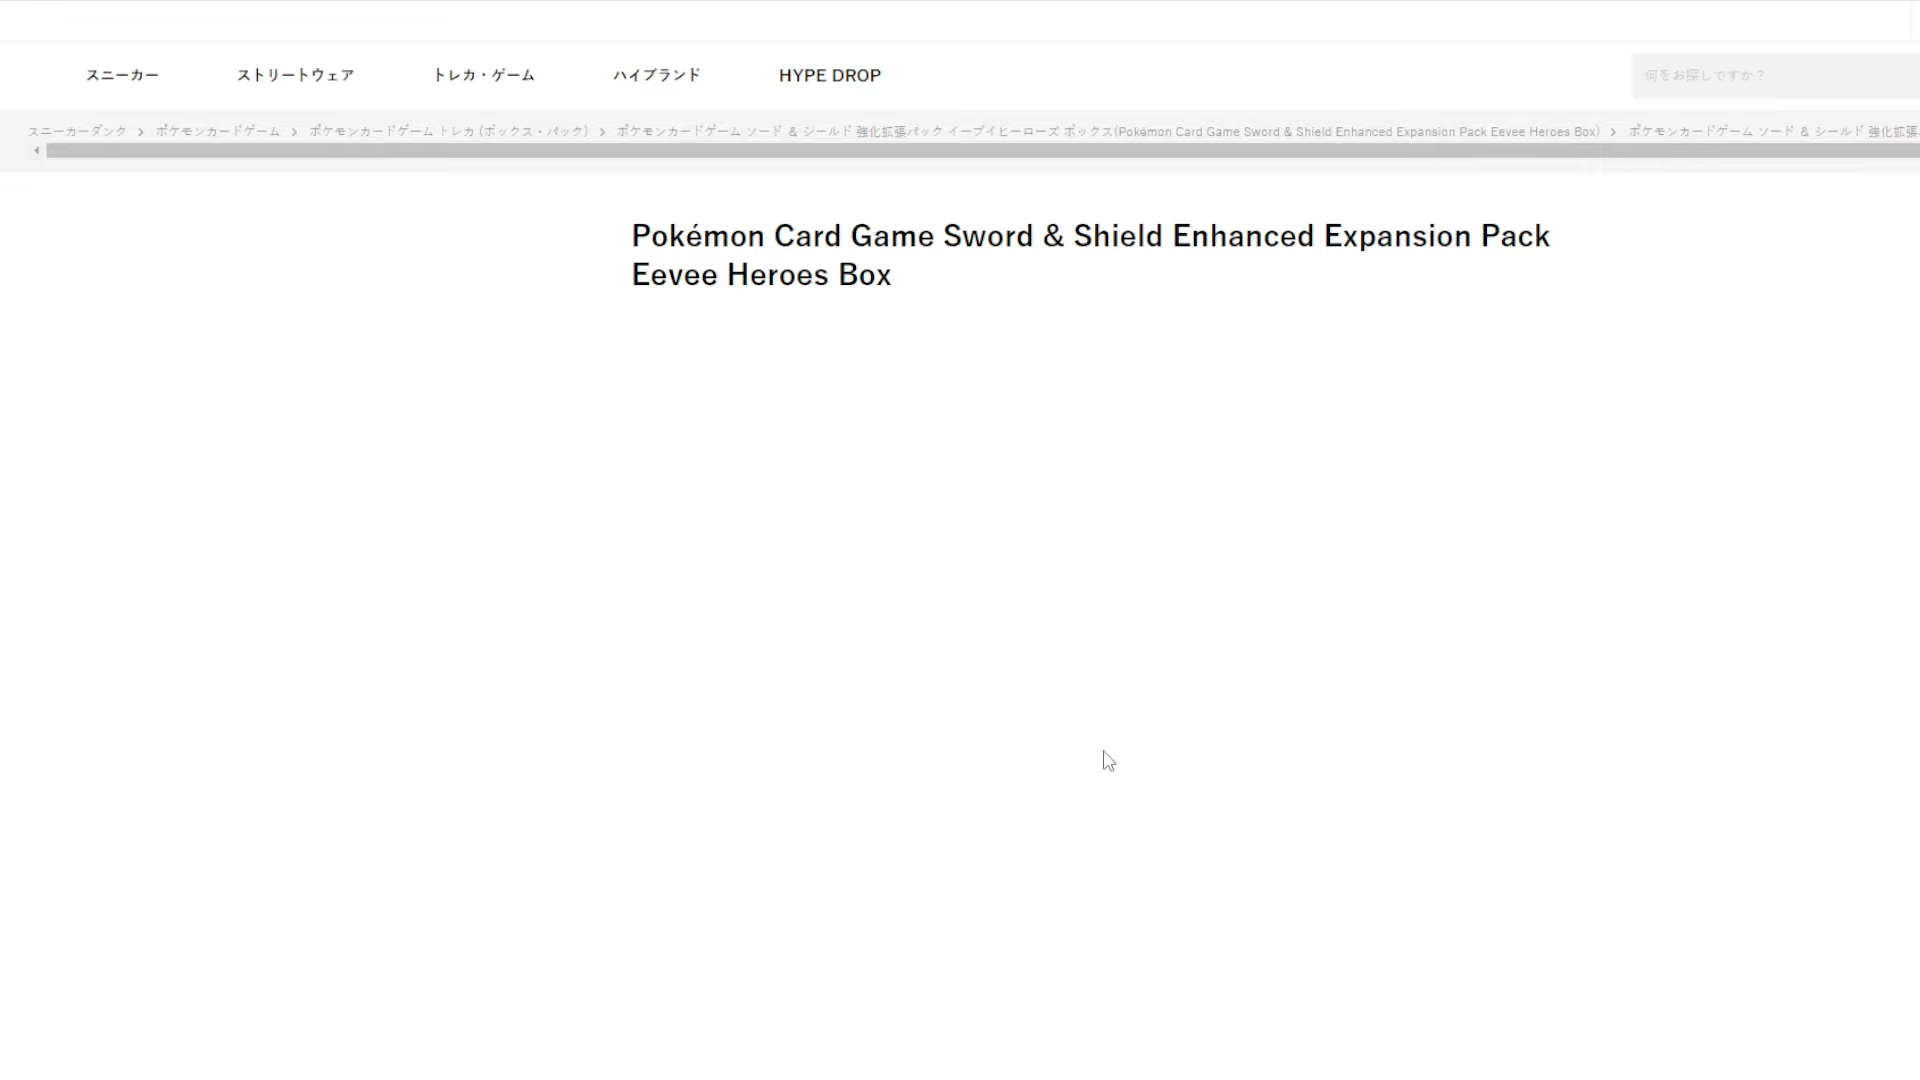 スニーカー ストリートウェア トレカ・ゲーム ハイブランド HYPE DROP 何をお探しですか？
スニーカーダンク › ポケモンカードゲーム › ポケモンカードゲーム トレカ (ボックス・パック) › ポケモンカードゲーム ソード & シールド 強化拡張パック イーブイヒーローズ ボックス(Pokémon Card Game Sword & Shield Enhanced Expansion Pack Eevee Heroes Box) › ポケモンカードゲーム ソード & シールド 強化拡張
Pokémon Card Game Sword & Shield Enhanced Expansion Pack
Eevee Heroes Box